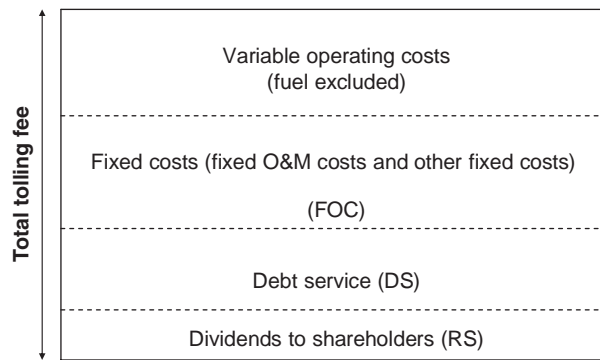 Total tolling fee
Variable operating costs
(fuel excluded)
Fixed costs (fixed O&M costs and other fixed costs)
(FOC)
Debt service (DS)
Dividends to shareholders (RS)